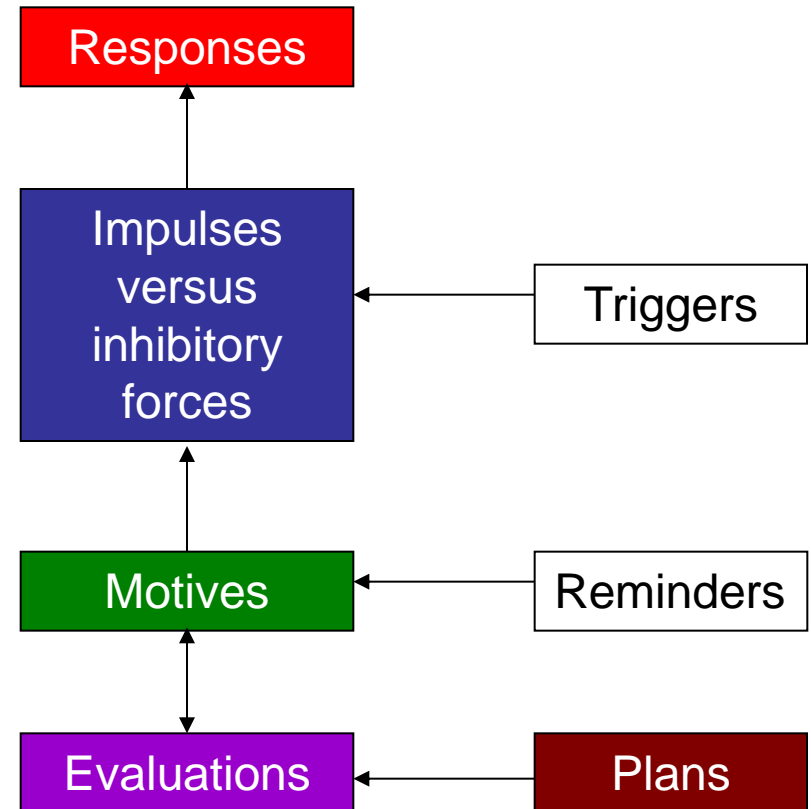 Responses
Impulses
versus
inhibitory
forces
Triggers
Motives
Reminders
Evaluations
Plans